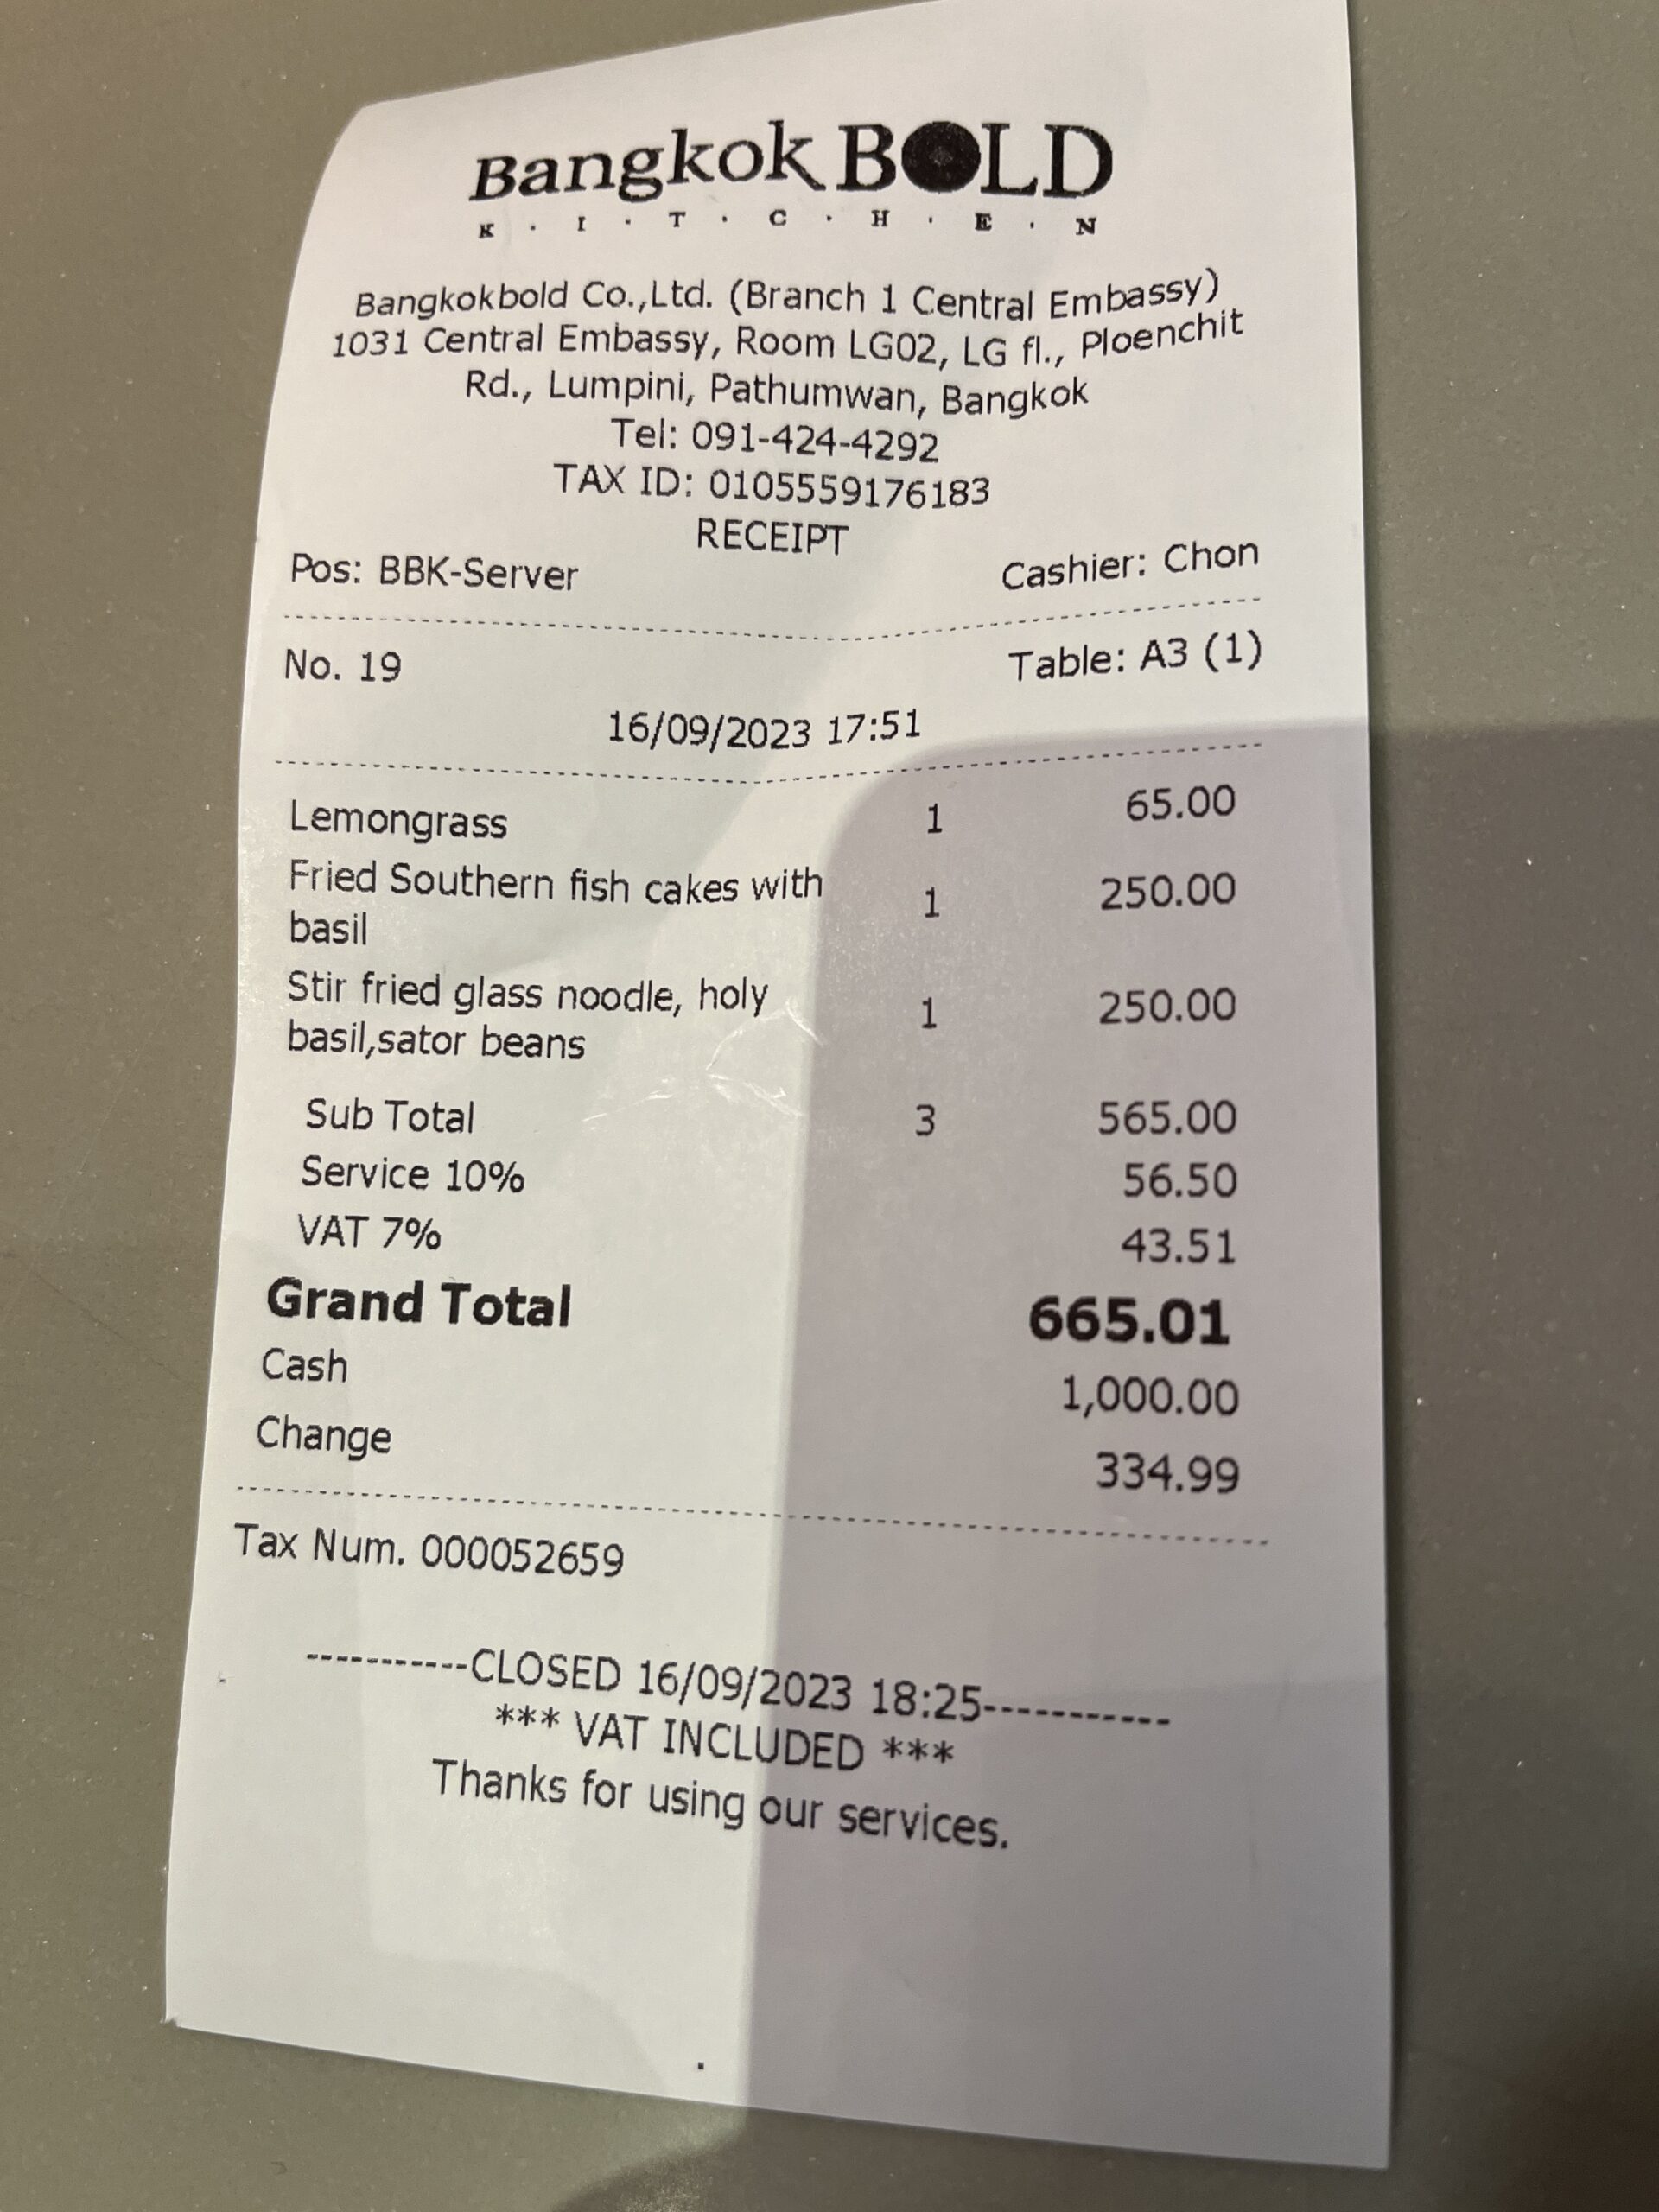 Bangkok BOLD
K · I · T · C · H · E · N
Bangkokbold Co.,Ltd. (Branch 1 Central Embassy)
1031 Central Embassy, Room LG02, LG fl., Ploenchit
Rd., Lumpini, Pathumwan, Bangkok
Tel: 091-424-4292
TAX ID: 0105559176183
RECEIPT
Pos: BBK-Server Cashier: Chon
No. 19 Table: A3 (1)
16/09/2023 17:51
Lemongrass 1 65.00
Fried Southern fish cakes with 1 250.00
basil
Stir fried glass noodle, holy 1 250.00
basil,sator beans
Sub Total 3 565.00
Service 10% 56.50
VAT 7% 43.51
Grand Total 665.01
Cash 1,000.00
Change 334.99
Tax Num. 000052659
-----------CLOSED 16/09/2023 18:25-----------
*** VAT INCLUDED ***
Thanks for using our services.